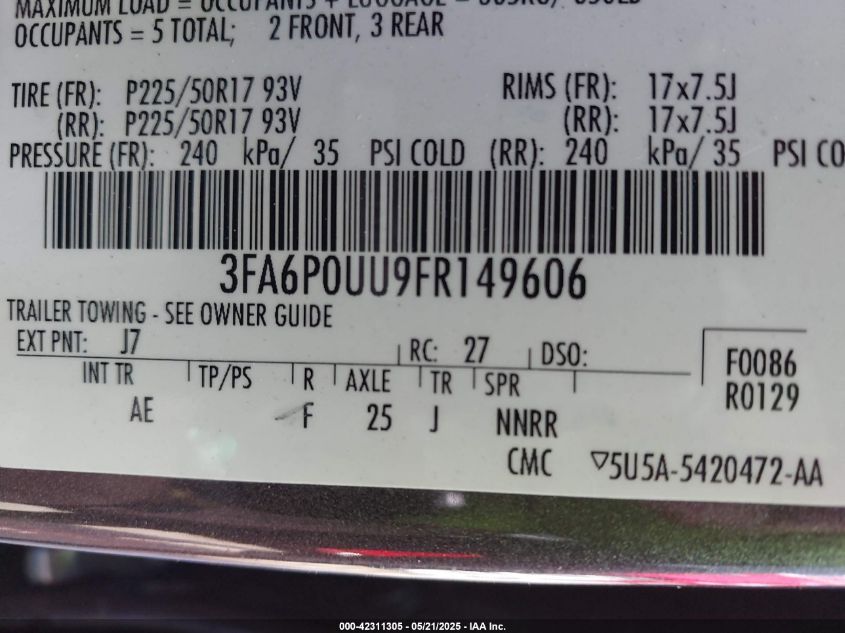 OCCUPANTS = 5 TOTAL; 2 FRONT, 3 REAR
TIRE (FR): P225/50R17 93V RIMS (FR): 17x7.5J
(RR): P225/50R17 93V (RR): 17x7.5J
PRESSURE (FR): 240 kPa/ 35 PSI COLD (RR): 240 kPa/ 35 PSI CO
3FA6P0UU9FR149606
TRAILER TOWING - SEE OWNER GUIDE
EXT PNT: J7 RC: 27 DSO:
INT TR TP/PS R AXLE TR SPR
AE F 25 J NNRR
F0086
R0129
CMC ▽5U5A-5420472-AA
000-42311305 - 05/21/2025 - IAA Inc.